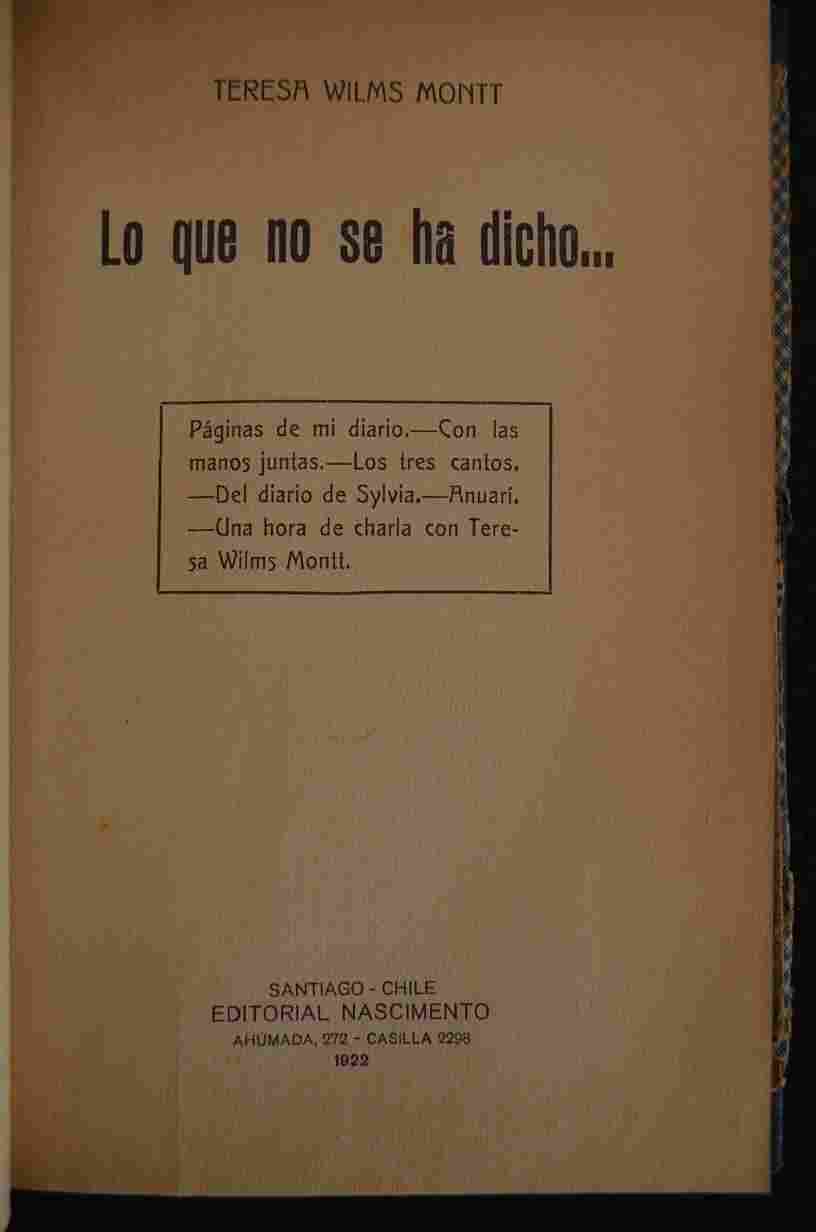 TERESA WILMS MONTT
Lo que no se ha dicho...
Páginas de mi diario.—Con las
manos juntas.—Los tres cantos.
—Del diario de Sylvia.—Anuarí.
—Una hora de charla con Tere-
sa Wilms Montt.
SANTIAGO - CHILE
EDITORIAL NASCIMENTO
AHUMADA, 272 - CASILLA 2298
1922